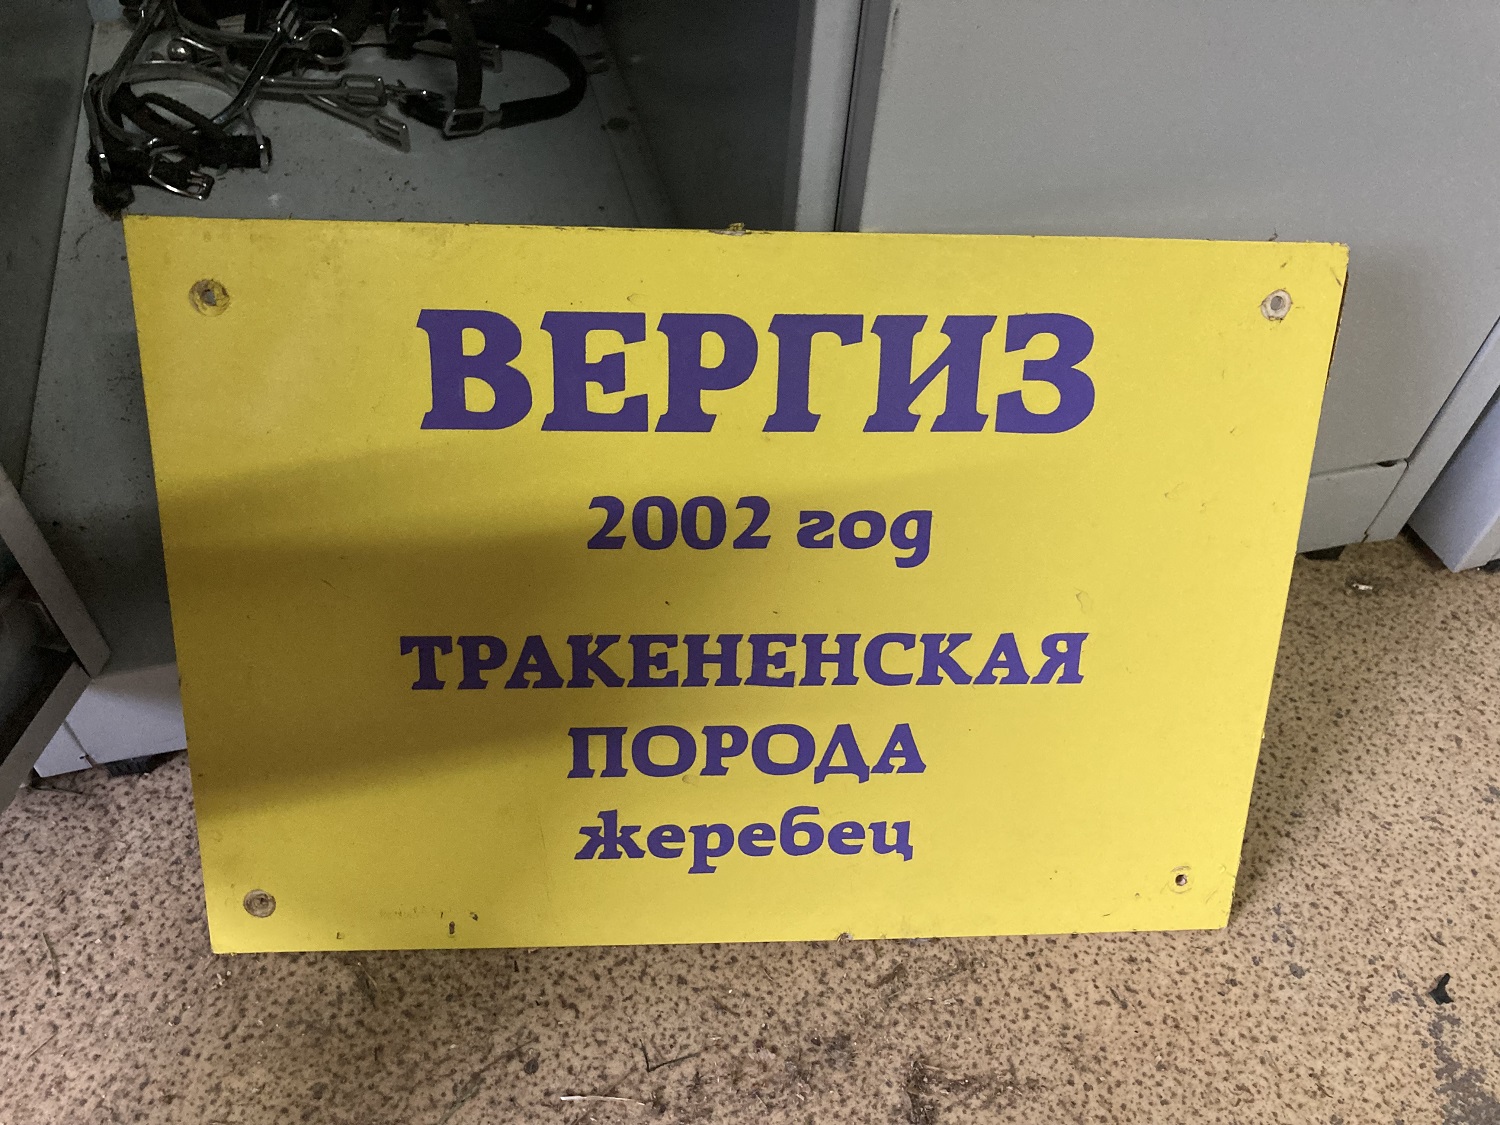 ВЕРГИЗ
2002 год
ТРАКЕНЕНСКАЯ
ПОРОДА
жеребец